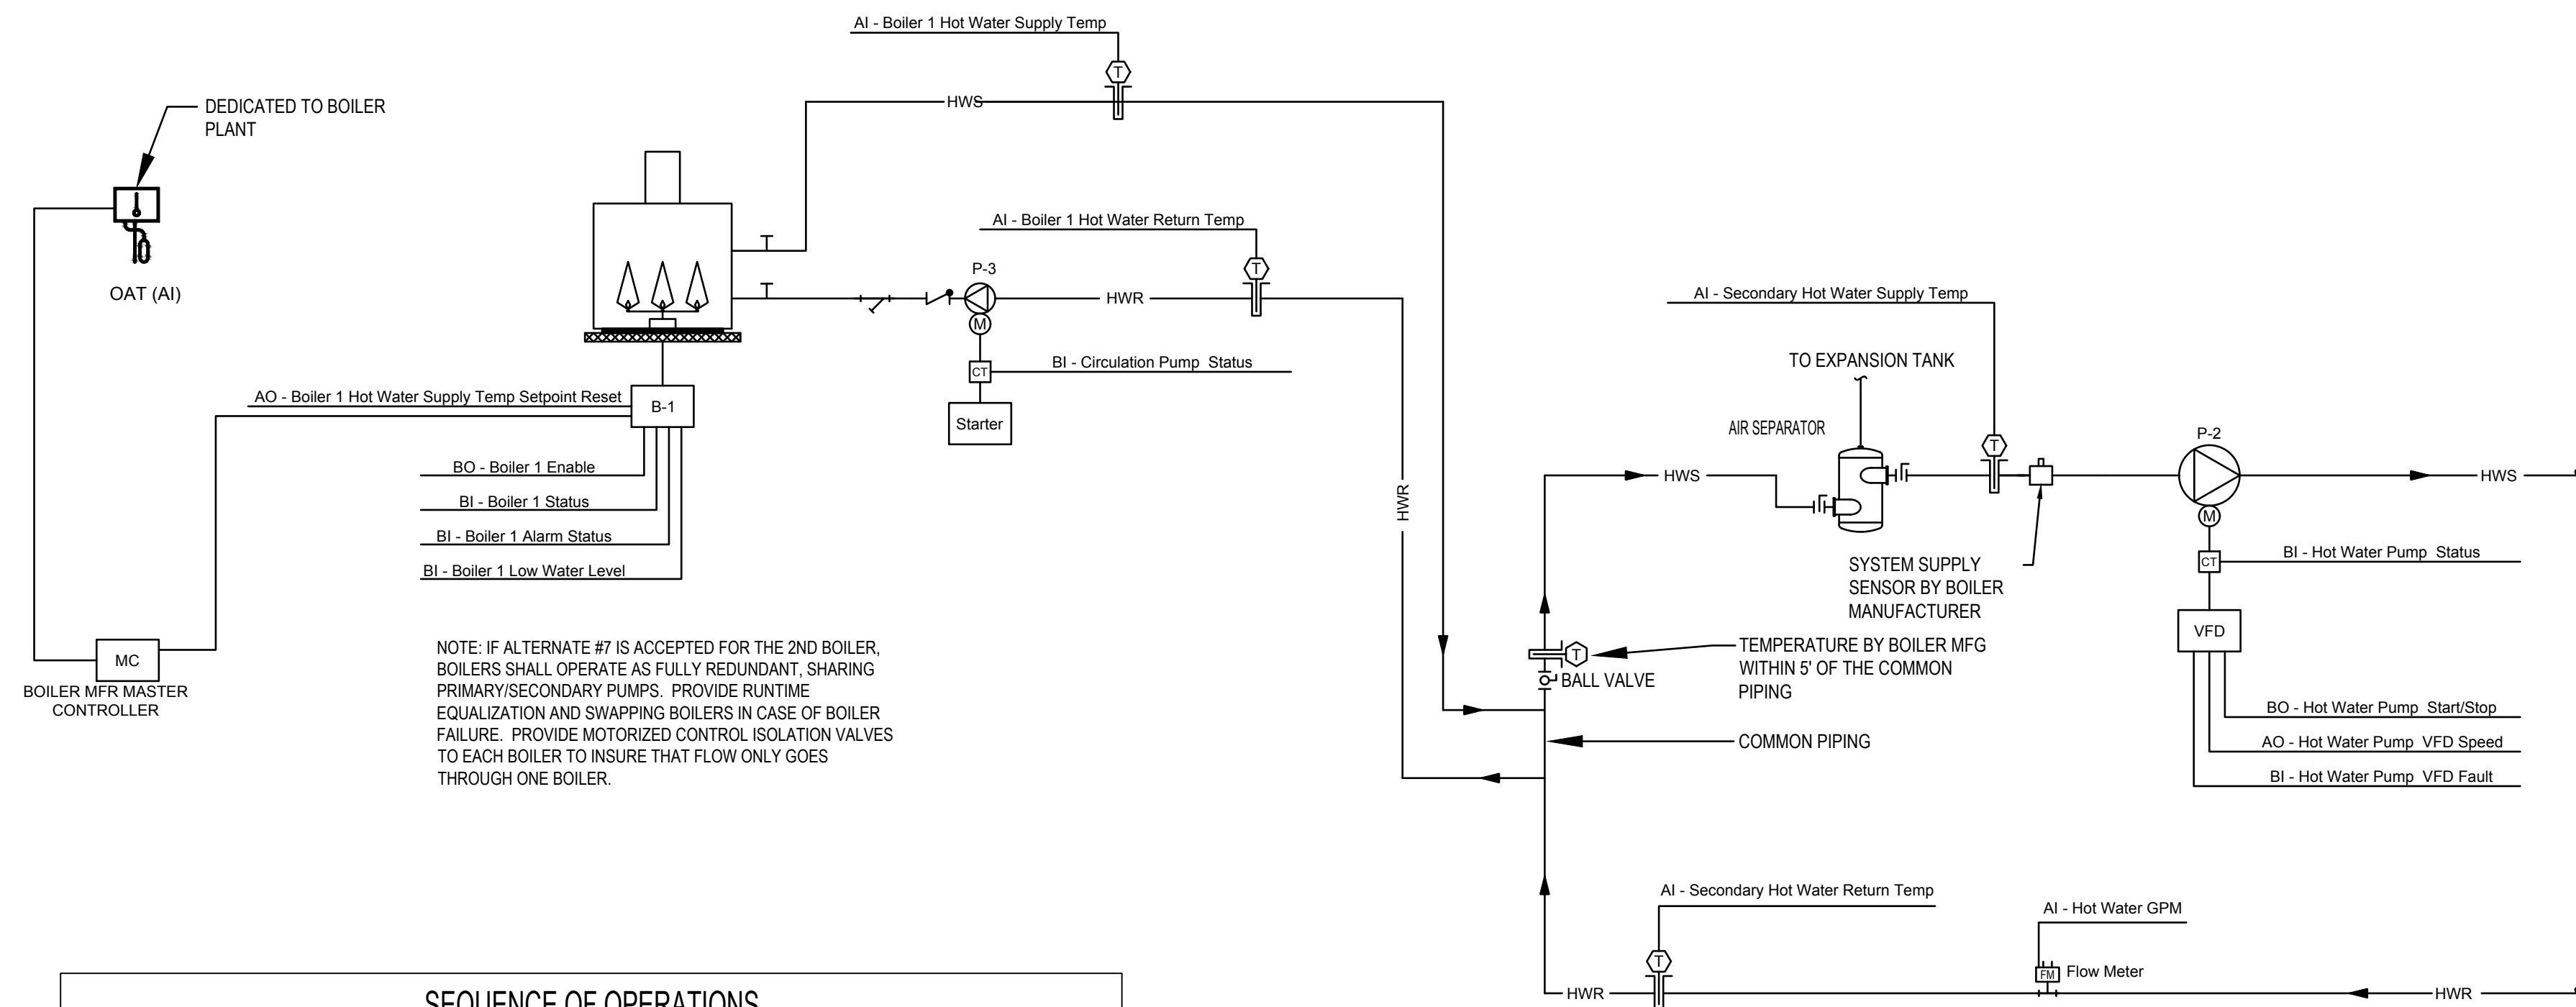 AI - Boiler 1 Hot Water Supply Temp
T
HWS
DEDICATED TO BOILER
PLANT
OAT (AI)
AI - Boiler 1 Hot Water Return Temp
T
P-3
HWR
M
BI - Circulation Pump Status
CT
Starter
AO - Boiler 1 Hot Water Supply Temp Setpoint Reset
B-1
BO - Boiler 1 Enable
BI - Boiler 1 Status
BI - Boiler 1 Alarm Status
BI - Boiler 1 Low Water Level
MC
BOILER MFR MASTER
CONTROLLER
NOTE: IF ALTERNATE #7 IS ACCEPTED FOR THE 2ND BOILER,
BOILERS SHALL OPERATE AS FULLY REDUNDANT, SHARING
PRIMARY/SECONDARY PUMPS. PROVIDE RUNTIME
EQUALIZATION AND SWAPPING BOILERS IN CASE OF BOILER
FAILURE. PROVIDE MOTORIZED CONTROL ISOLATION VALVES
TO EACH BOILER TO INSURE THAT FLOW ONLY GOES
THROUGH ONE BOILER.
HWR
AI - Secondary Hot Water Supply Temp
TO EXPANSION TANK
AIR SEPARATOR
T
HWS
P-2
HWS
M
SYSTEM SUPPLY
SENSOR BY BOILER
MANUFACTURER
BI - Hot Water Pump Status
CT
VFD
T
TEMPERATURE BY BOILER MFG
WITHIN 5' OF THE COMMON
PIPING
BALL VALVE
COMMON PIPING
BO - Hot Water Pump Start/Stop
AO - Hot Water Pump VFD Speed
BI - Hot Water Pump VFD Fault
AI - Secondary Hot Water Return Temp
T
AI - Hot Water GPM
FM
Flow Meter
HWR
HWR
SEQUENCE OF OPERATIONS